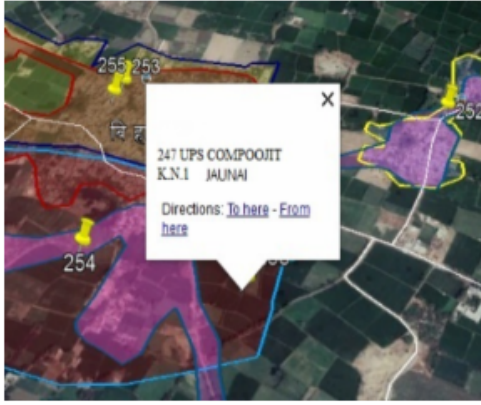 255 253
252
247 UPS COMPOOJIT
K.N.1 JAUNAI
Directions: To here - From
here
254